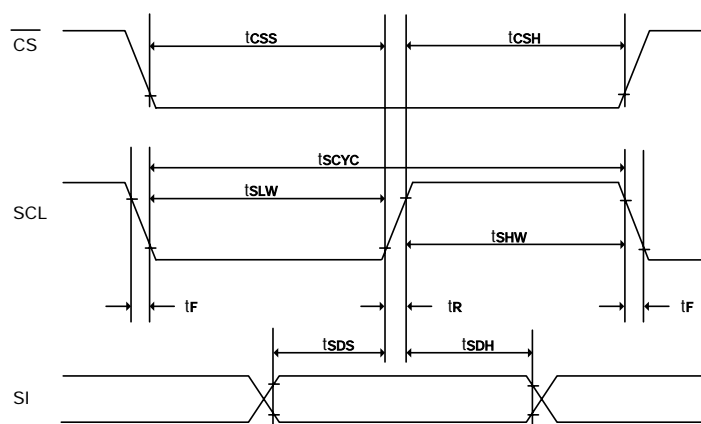 CS
tCSS
tCSH
tSCYC
SCL
tSLW
tSHW
tF
tR
tF
tSDS
tSDH
SI